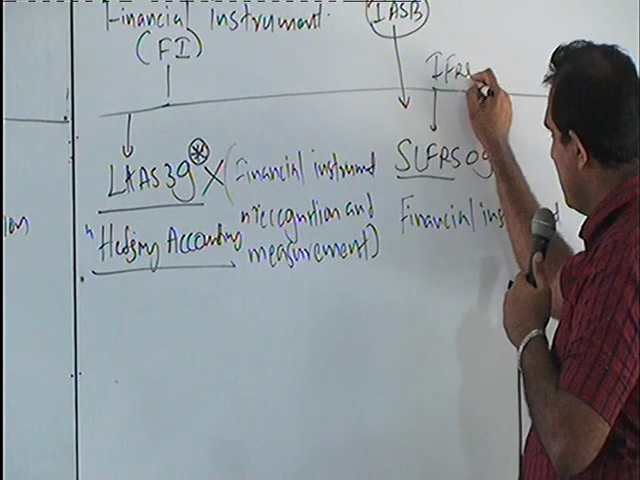 Financial Instrument.
(FI)
IASB
IFRS
LKAS39 * X (Financial instrument
recognition and
measurement)
"Hedging Accounting
SLFRS09
Financial ins